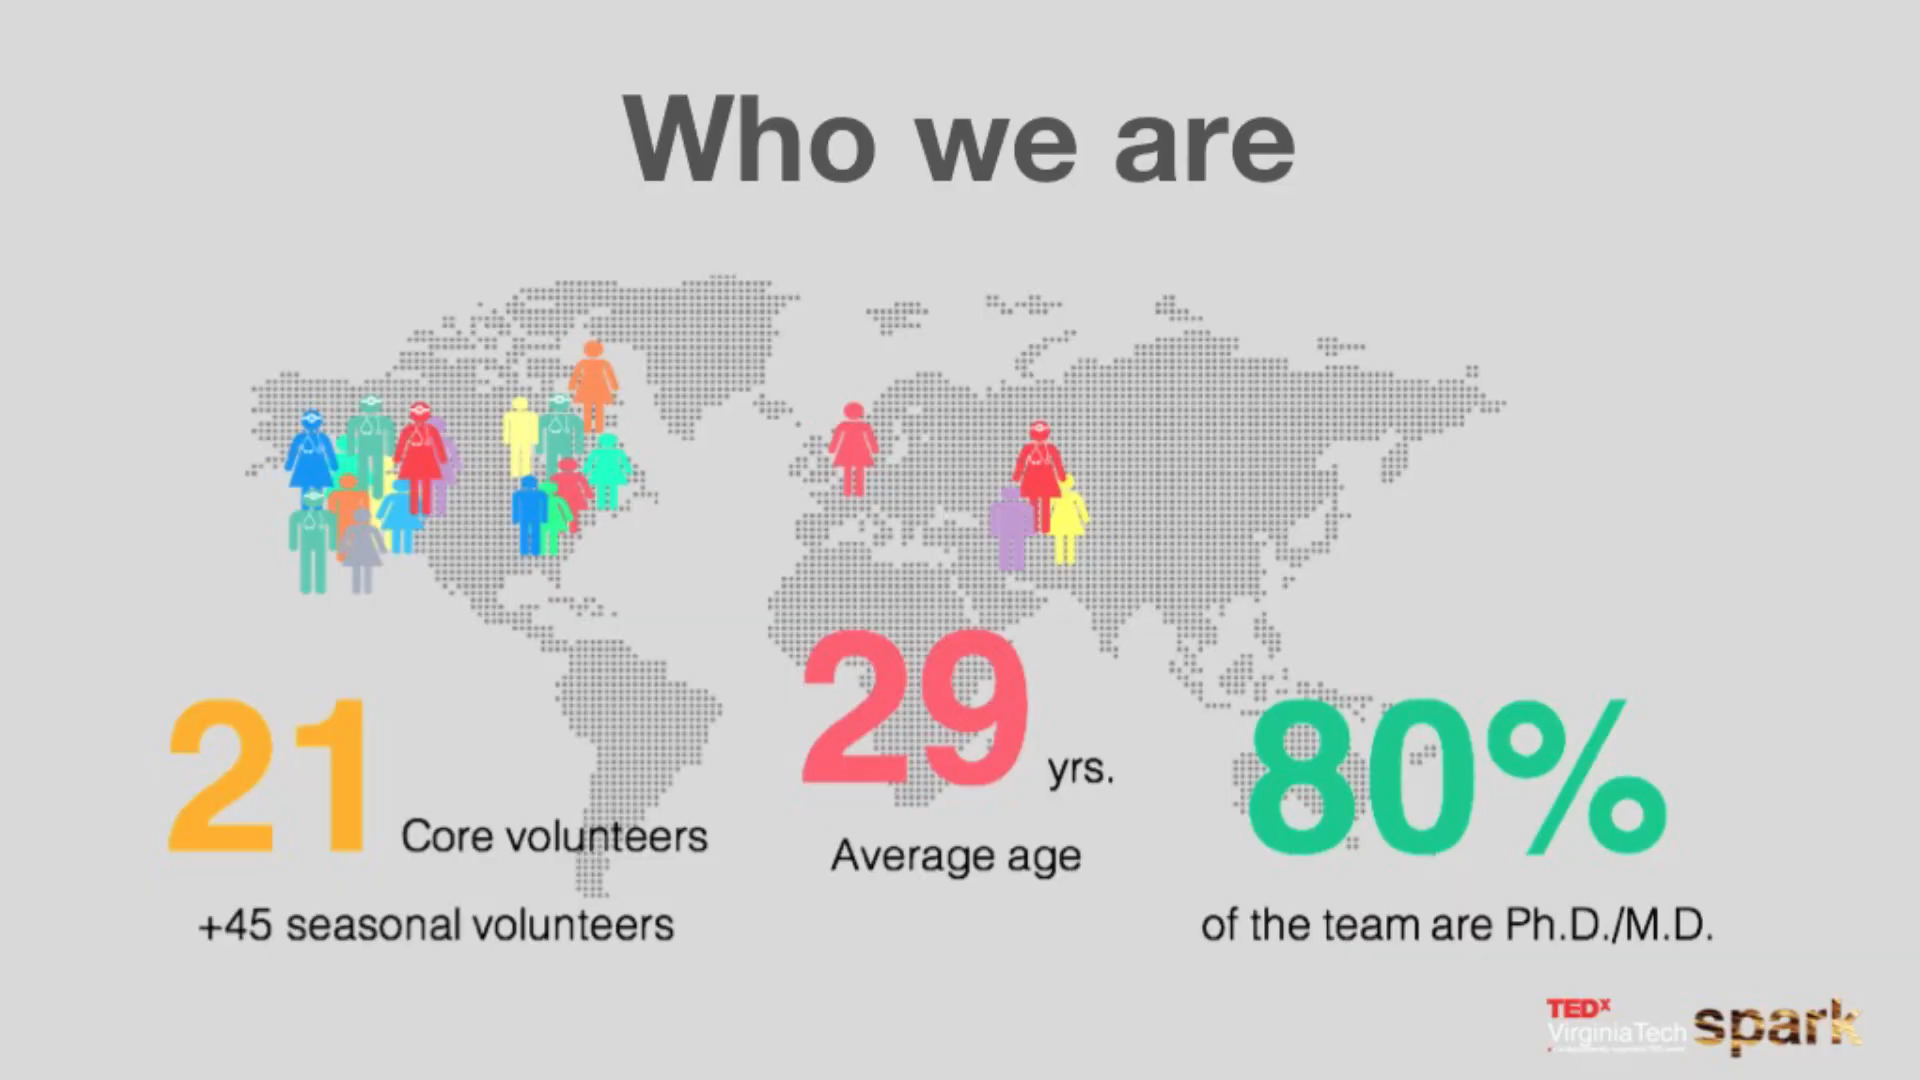 Who we are
21 Core volunteers
+45 seasonal volunteers
29 yrs.
Average age
80%
of the team are Ph.D./M.D.
TEDx
VirginiaTech
spark